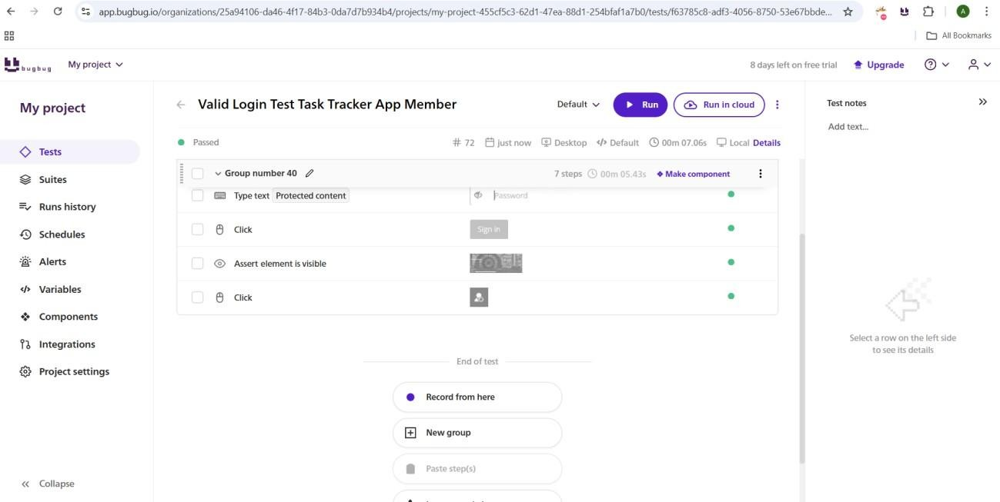 app.bugbug.io/organizations/25a94106-da46-4f17-84b3-0da7d7b934b4/projects/my-project-455cf5c3-62d1-47ea-88d1-254bfaf1a7b0/tests/f63785c8-adf3-4056-8750-53e67bbde...
A
All Bookmarks
bugbug
My project
8 days left on free trial
Upgrade
My project
Tests
Suites
Runs history
Schedules
Alerts
Variables
Components
Integrations
Project settings
Collapse
Valid Login Test Task Tracker App Member
Default
Run
Run in cloud
Passed
# 72
just now
Desktop
Default
00m 07.06s
Local
Details
Group number 40
7 steps
00m 05.43s
Make component
Type text Protected content
Password
Click
Sign in
Assert element is visible
Click
End of test
Record from here
New group
Paste step(s)
Test notes
Add text...
Select a row on the left side
to see its details